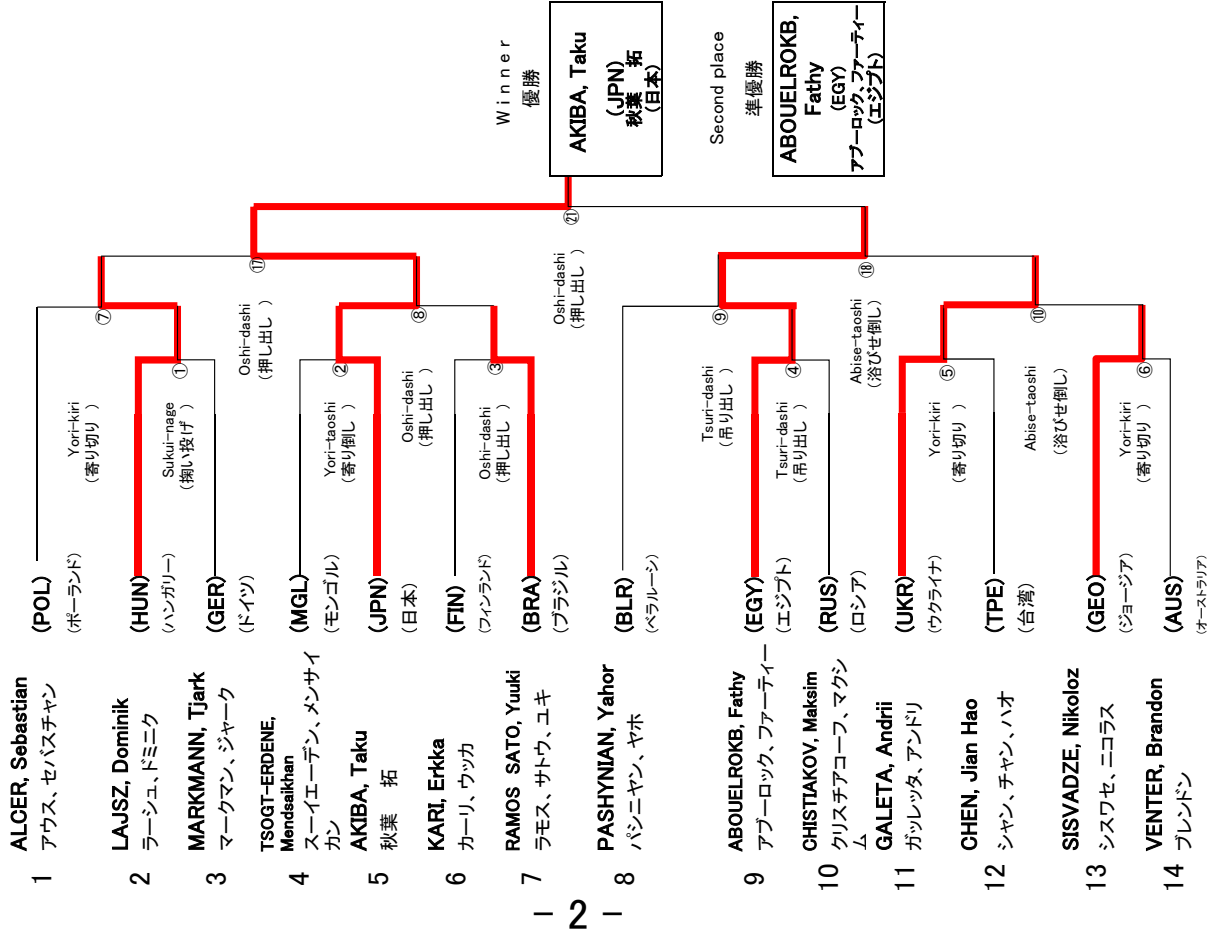 1
ALCER, Sebastian
アウス、セバスチャン
(POL)
(ポーランド)
2
LAJSZ, Dominik
ラーシュ、ドミニク
(HUN)
(ハンガリー)
3
MARKMANN, Tjark
マークマン、ジャーク
(GER)
(ドイツ)
4
TSOGT-ERDENE,
Mendsaikhan
スーイエーデン、メンサイ
カン
(MGL)
(モンゴル)
5
AKIBA, Taku
秋葉 拓
(JPN)
(日本)
6
KARI, Erkka
カーリ、ウッカ
(FIN)
(フィンランド)
7
RAMOS SATO, Yuuki
ラモス、サトウ、ユキ
(BRA)
(ブラジル)
8
PASHYNIAN, Yahor
パシニヤン、ヤホ
(BLR)
(ベラルーシ)
9
ABOUELROKB, Fathy
アブーロック、ファーティー
(EGY)
(エジプト)
10
CHISTIAKOV, Maksim
クリスチアコーフ、マクシ
ム
(RUS)
(ロシア)
11
GALETA, Andrii
ガッレッタ、アンドリ
(UKR)
(ウクライナ)
12
CHEN, Jian Hao
シャン、チャン、ハオ
(TPE)
(台湾)
13
SISVADZE, Nikoloz
シスワセ、ニコラス
(GEO)
(ジョージア)
14
VENTER, Brandon
ブレンドン
(AUS)
(オーストラリア)
Yori-kiri
(寄り切り )
⑦
Sukui-nage
(掬い投げ )
①
Oshi-dashi
(押し出し )
⑰
Yori-taoshi
(寄り倒し )
②
Oshi-dashi
(押し出し )
⑧
Oshi-dashi
(押し出し )
③
Oshi-dashi
(押し出し )
㉑
Tsuri-dashi
(吊り出し )
⑨
Tsuri-dashi
(吊り出し )
④
Abise-taoshi
(浴びせ倒し)
⑱
Yori-kiri
(寄り切り )
⑤
Abise-taoshi
(浴びせ倒し)
⑩
Yori-kiri
(寄り切り )
⑥
Winner
優勝
AKIBA, Taku
(JPN)
秋葉 拓
(日本)
Second place
準優勝
ABOUELROKB,
Fathy
(EGY)
アブーロック、ファーティー
(エジプト)
- 2 -